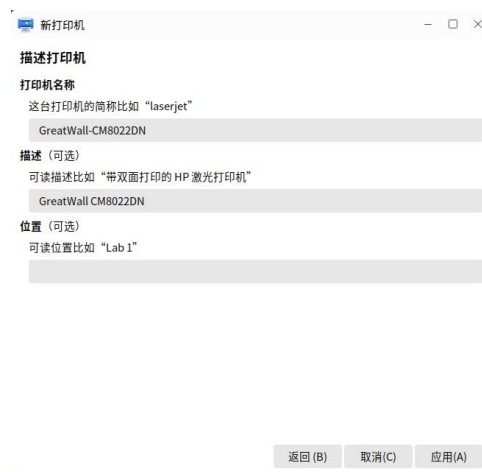 新打印机
描述打印机
打印机名称
这台打印机的简称比如“laserjet”
GreatWall-CM8022DN
描述（可选）
可读描述比如“带双面打印的 HP 激光打印机”
GreatWall CM8022DN
位置（可选）
可读位置比如“Lab 1”
返回 (B) 取消(C) 应用(A)